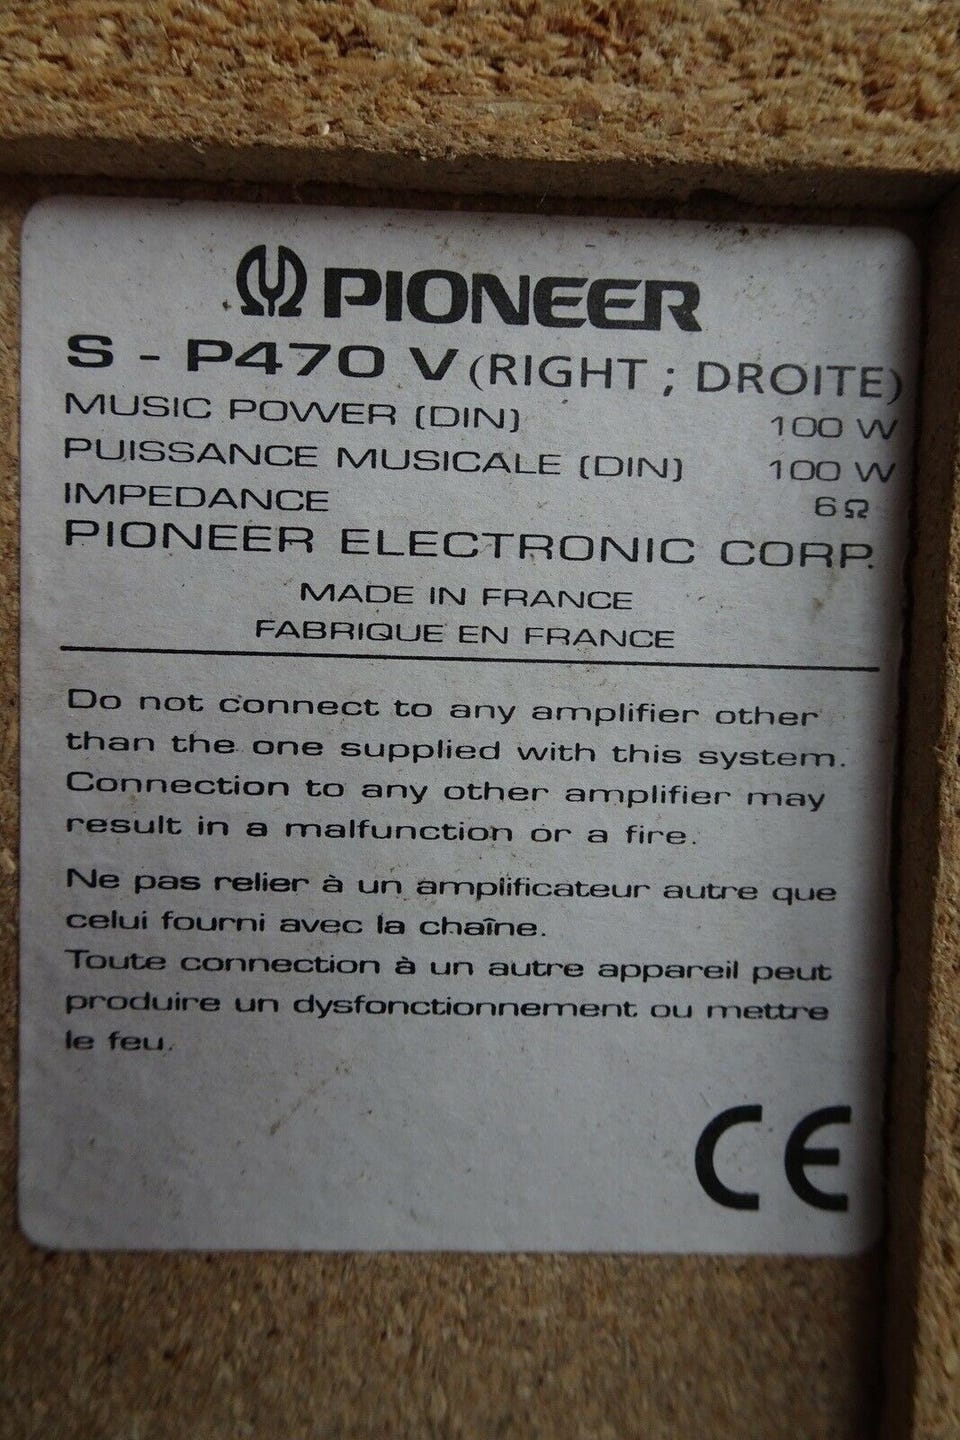 PIONEER
S - P470 V (RIGHT ; DROITE)
MUSIC POWER (DIN) 100 W
PUISSANCE MUSICALE (DIN) 100 W
IMPEDANCE 6Ω
PIONEER ELECTRONIC CORP.
MADE IN FRANCE
FABRIQUE EN FRANCE
Do not connect to any amplifier other
than the one supplied with this system.
Connection to any other amplifier may
result in a malfunction or a fire.
Ne pas relier à un amplificateur autre que
celui fourni avec la chaîne.
Toute connection à un autre appareil peut
produire un dysfonctionnement ou mettre
le feu.
CE